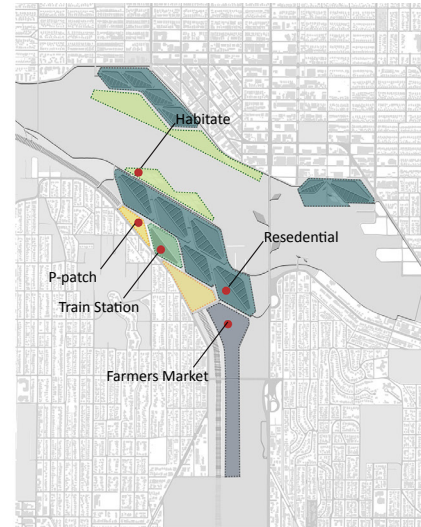 Habitate
Resedential
P-patch
Train Station
Farmers Market